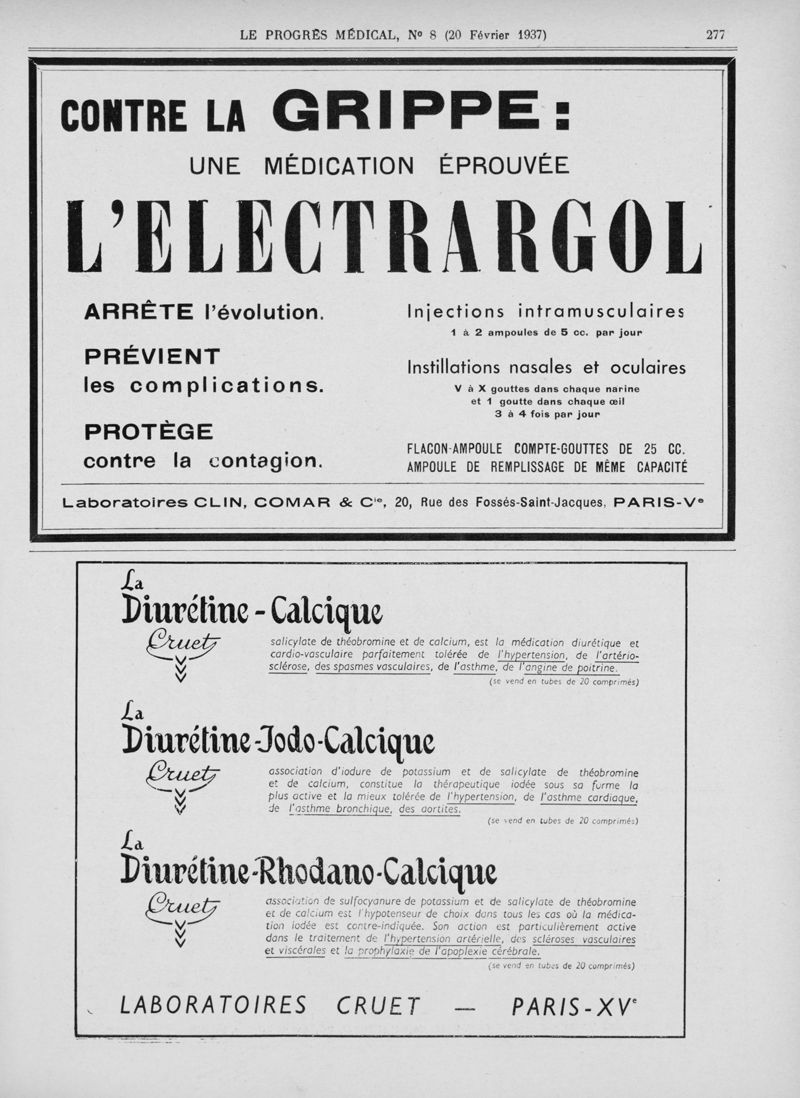 LE PROGRÈS MÉDICAL, N° 8 (20 Février 1937) 277
CONTRE LA GRIPPE :
UNE MÉDICATION ÉPROUVÉE
L'ELECTRARGOL
ARRÊTE l'évolution.
PRÉVIENT
les complications.
PROTÈGE
contre la contagion.
Injections intramusculaires
1 à 2 ampoules de 5 cc. par jour
Instillations nasales et oculaires
V à X gouttes dans chaque narine
et 1 goutte dans chaque œil
3 à 4 fois par jour
FLACON-AMPOULE COMPTE-GOUTTES DE 25 CC.
AMPOULE DE REMPLISSAGE DE MÊME CAPACITÉ
Laboratoires CLIN, COMAR & Cie, 20, Rue des Fossés-Saint-Jacques, PARIS-Ve
La
Diurétine-Calcique
Cruet
salicylate de théobromine et de calcium, est la médication diurétique et
cardio-vasculaire parfaitement tolérée de l'hypertension, de l'artério-
sclérose, des spasmes vasculaires, de l'asthme, de l'angine de poitrine.
(se vend en tubes de 20 comprimés)
La
Diurétine-Iodo-Calcique
Cruet
association d'iodure de potassium et de salicylate de théobromine
et de calcium, constitue la thérapeutique iodée sous sa forme la
plus active et la mieux tolérée de l'hypertension, de l'asthme cardiaque,
de l'asthme bronchique, des aortites.
(se vend en tubes de 20 comprimés)
La
Diurétine-Rhodano-Calcique
Cruet
association de sulfocyanure de potassium et de salicylate de théobromine
et de calcium est l'hypotenseur de choix dans tous les cas où la médica-
tion iodée est contre-indiquée. Son action est particulièrement active
dans le traitement de l'hypertension artérielle, des scléroses vasculaires
et viscérales et la prophylaxie de l'apoplexie cérébrale.
(se vend en tubes de 20 comprimés)
LABORATOIRES CRUET — PARIS-XVe